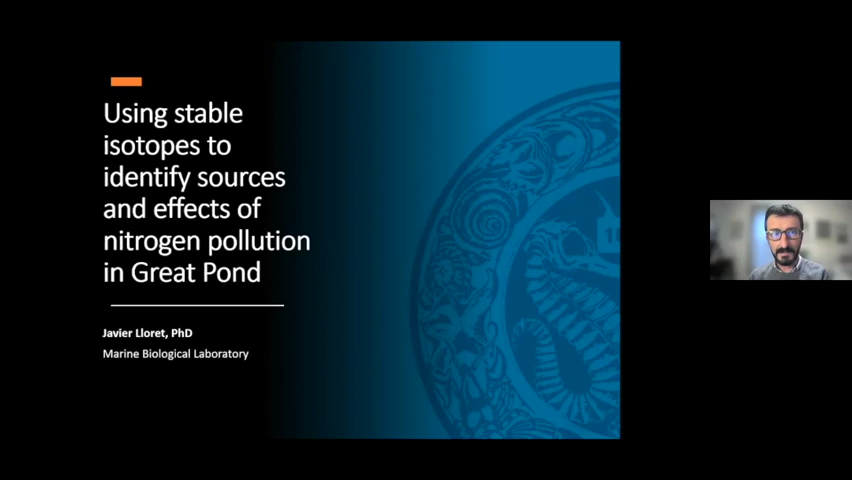 Using stable
isotopes to
identify sources
and effects of
nitrogen pollution
in Great Pond
Javier Lloret, PhD
Marine Biological Laboratory